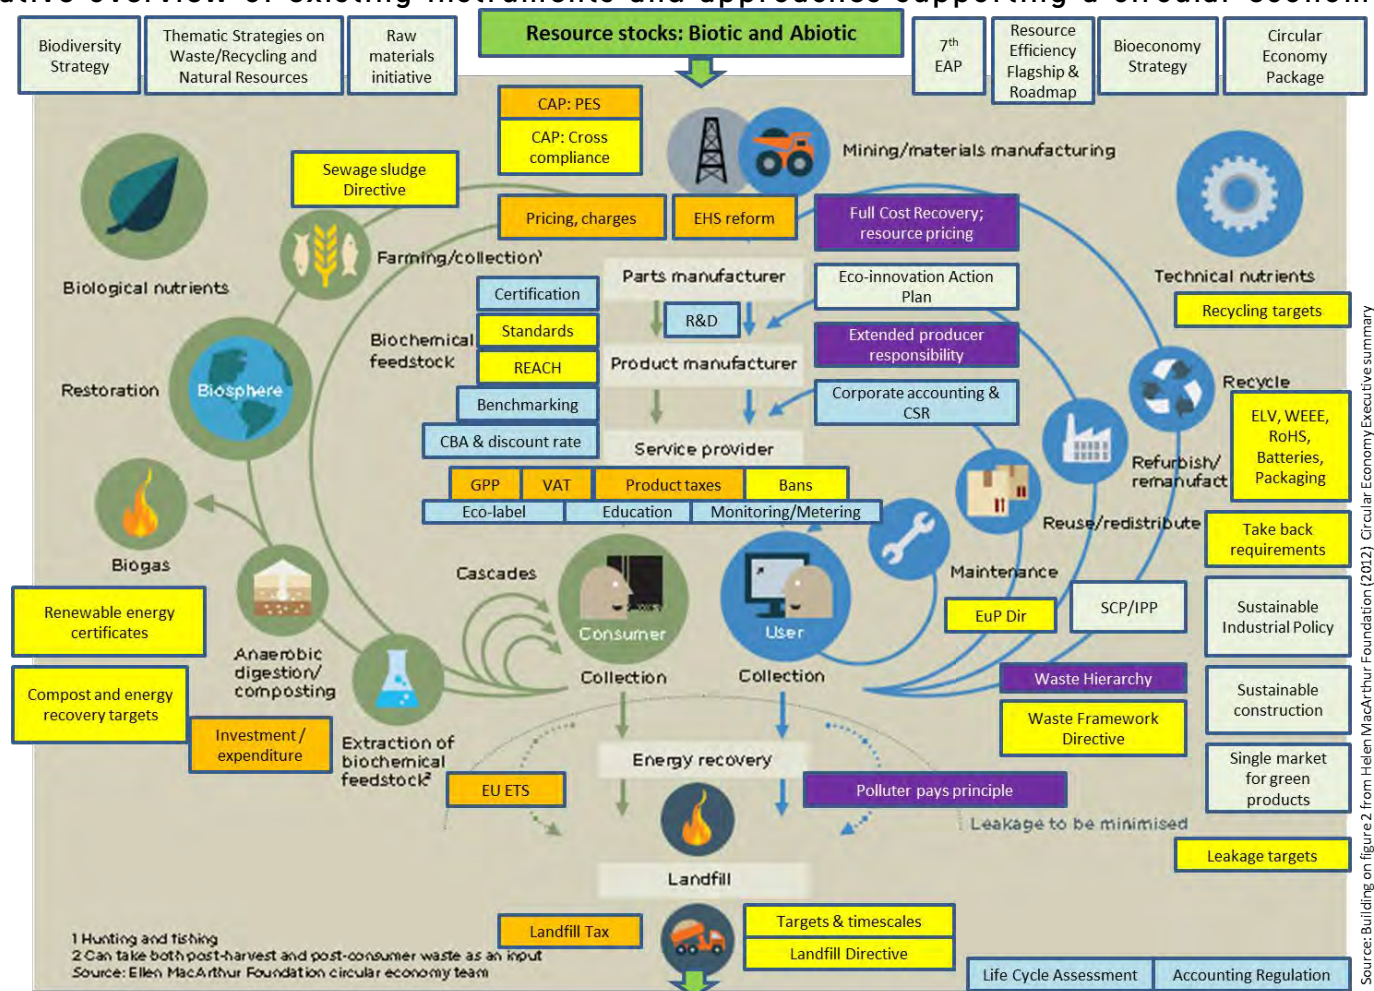 ative overview of existing instruments and approaches supporting a circular econom
Biodiversity
Strategy
Thematic Strategies on
Waste/Recycling and
Natural Resources
Raw
materials
initiative
Resource stocks: Biotic and Abiotic
7th
EAP
Resource
Efficiency
Flagship &
Roadmap
Bioeconomy
Strategy
Circular
Economy
Package
CAP: PES
CAP: Cross
compliance
Mining/materials manufacturing
Sewage sludge
Directive
Pricing, charges
EHS reform
Full Cost Recovery;
resource pricing
Farming/collection¹
Biological nutrients
Parts manufacturer
Eco-innovation Action
Plan
Technical nutrients
Certification
R&D
Recycling targets
Biochemical
feedstock
Standards
REACH
Product manufacturer
Extended producer
responsibility
Restoration
Biosphere
Benchmarking
Corporate accounting &
CSR
Recycle
CBA & discount rate
Service provider
ELV, WEEE,
RoHS,
Batteries,
Packaging
Refurbish/
remanufact
GPP
VAT
Product taxes
Bans
Eco-label
Education
Monitoring/Metering
Reuse/redistribute
Take back
requirements
Biogas
Cascades
Maintenance
Renewable energy
certificates
Consumer
User
EuP Dir
SCP/IPP
Sustainable
Industrial Policy
Anaerobic
digestion/
composting
Collection
Collection
Waste Hierarchy
Compost and energy
recovery targets
Sustainable
construction
Investment /
expenditure
Extraction of
biochemical
feedstock²
Waste Framework
Directive
Energy recovery
Single market
for green
products
EU ETS
Polluter pays principle
Leakage to be minimised
Leakage targets
Landfill
Landfill Tax
Targets & timescales
Landfill Directive
1 Hunting and fishing
2 Can take both post-harvest and post-consumer waste as an input
Source: Ellen MacArthur Foundation circular economy team
Life Cycle Assessment
Accounting Regulation
Source: Building on figure 2 from Helen MacArthur Foundation (2012) Circular Economy Executive summary